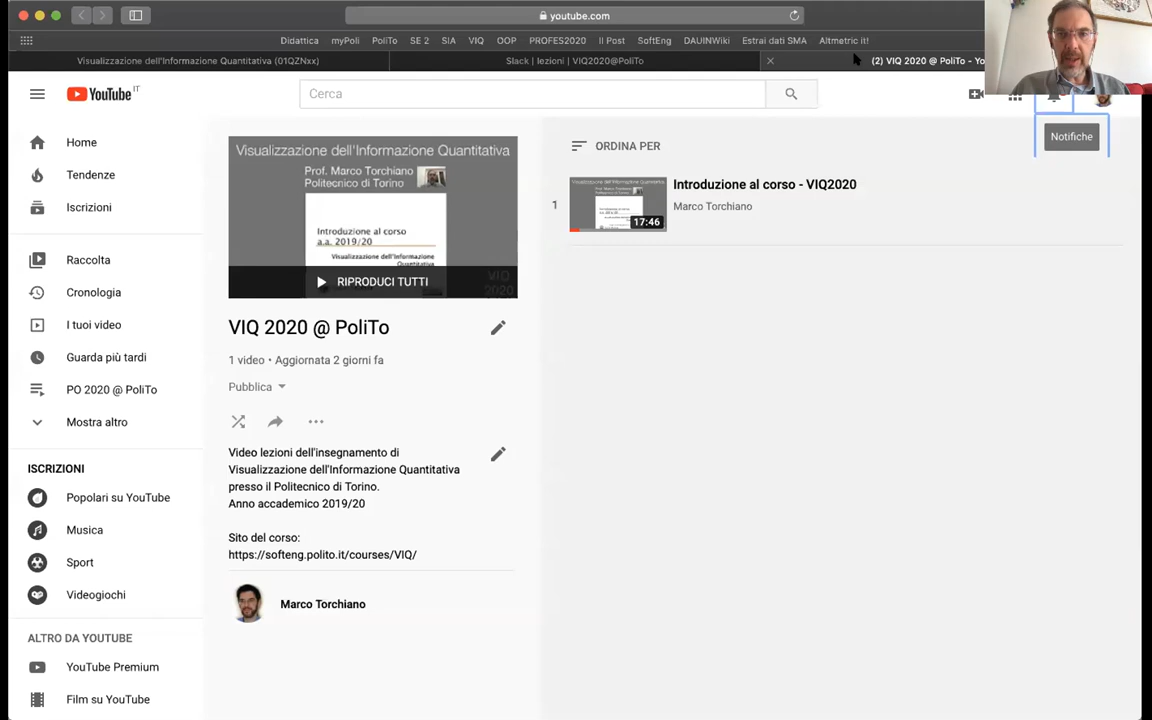 youtube.com
Didattica myPoli PoliTo SE 2 SIA VIQ OOP PROFES2020 Il Post SoftEng DAUINWiki Estrai dati SMA Altmetric it!
Visualizzazione dell'Informazione Quantitativa (01QZNxx) Slack | lezioni | VIQ2020@PoliTo (2) VIQ 2020 @ PoliTo - Yo
YouTube IT
Cerca
Notifiche
Home
Tendenze
Iscrizioni
Raccolta
Cronologia
I tuoi video
Guarda più tardi
PO 2020 @ PoliTo
Mostra altro
ISCRIZIONI
Popolari su YouTube
Musica
Sport
Videogiochi
ALTRO DA YOUTUBE
YouTube Premium
Film su YouTube
Visualizzazione dell'Informazione Quantitativa
Prof. Marco Torchiano
Politecnico di Torino
Introduzione al corso
a.a. 2019/20
Visualizzazione dell'Informazione
Quantitativa
VIQ
2020
RIPRODUCI TUTTI
VIQ 2020 @ PoliTo
1 video • Aggiornata 2 giorni fa
Pubblica
Video lezioni dell'insegnamento di
Visualizzazione dell'Informazione Quantitativa
presso il Politecnico di Torino.
Anno accademico 2019/20
Sito del corso:
https://softeng.polito.it/courses/VIQ/
Marco Torchiano
ORDINA PER
1
17:46
Introduzione al corso - VIQ2020
Marco Torchiano